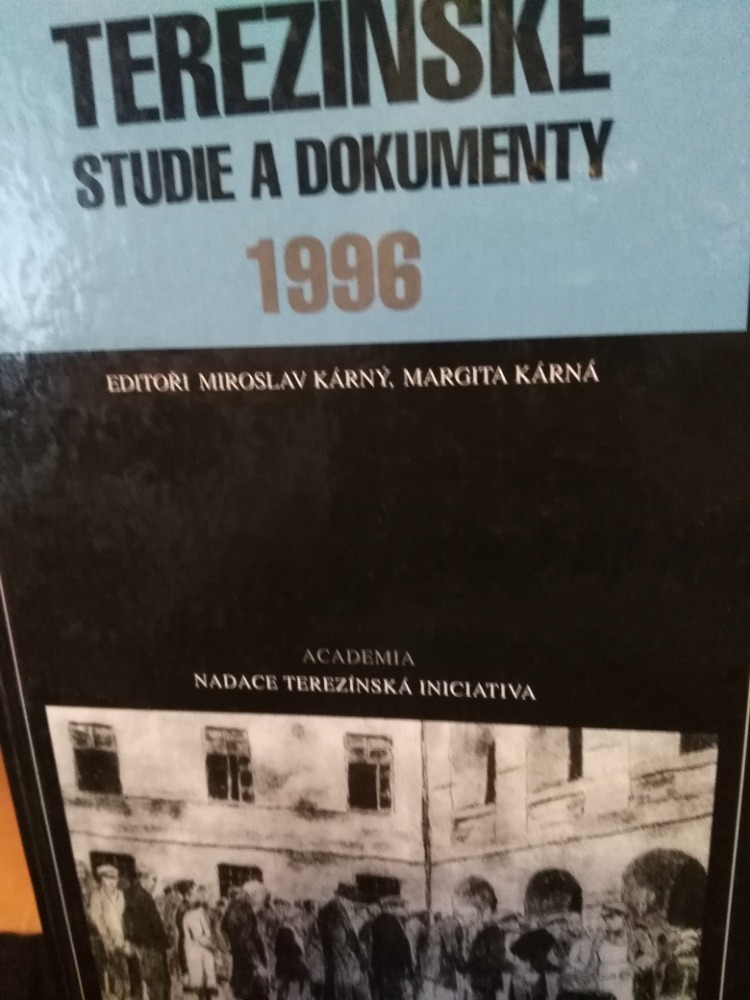 TEREZÍNSKÉ
STUDIE A DOKUMENTY
1996
EDITOŘI MIROSLAV KÁRNÝ, MARGITA KÁRNÁ
ACADEMIA
NADACE TEREZÍNSKÁ INICIATIVA